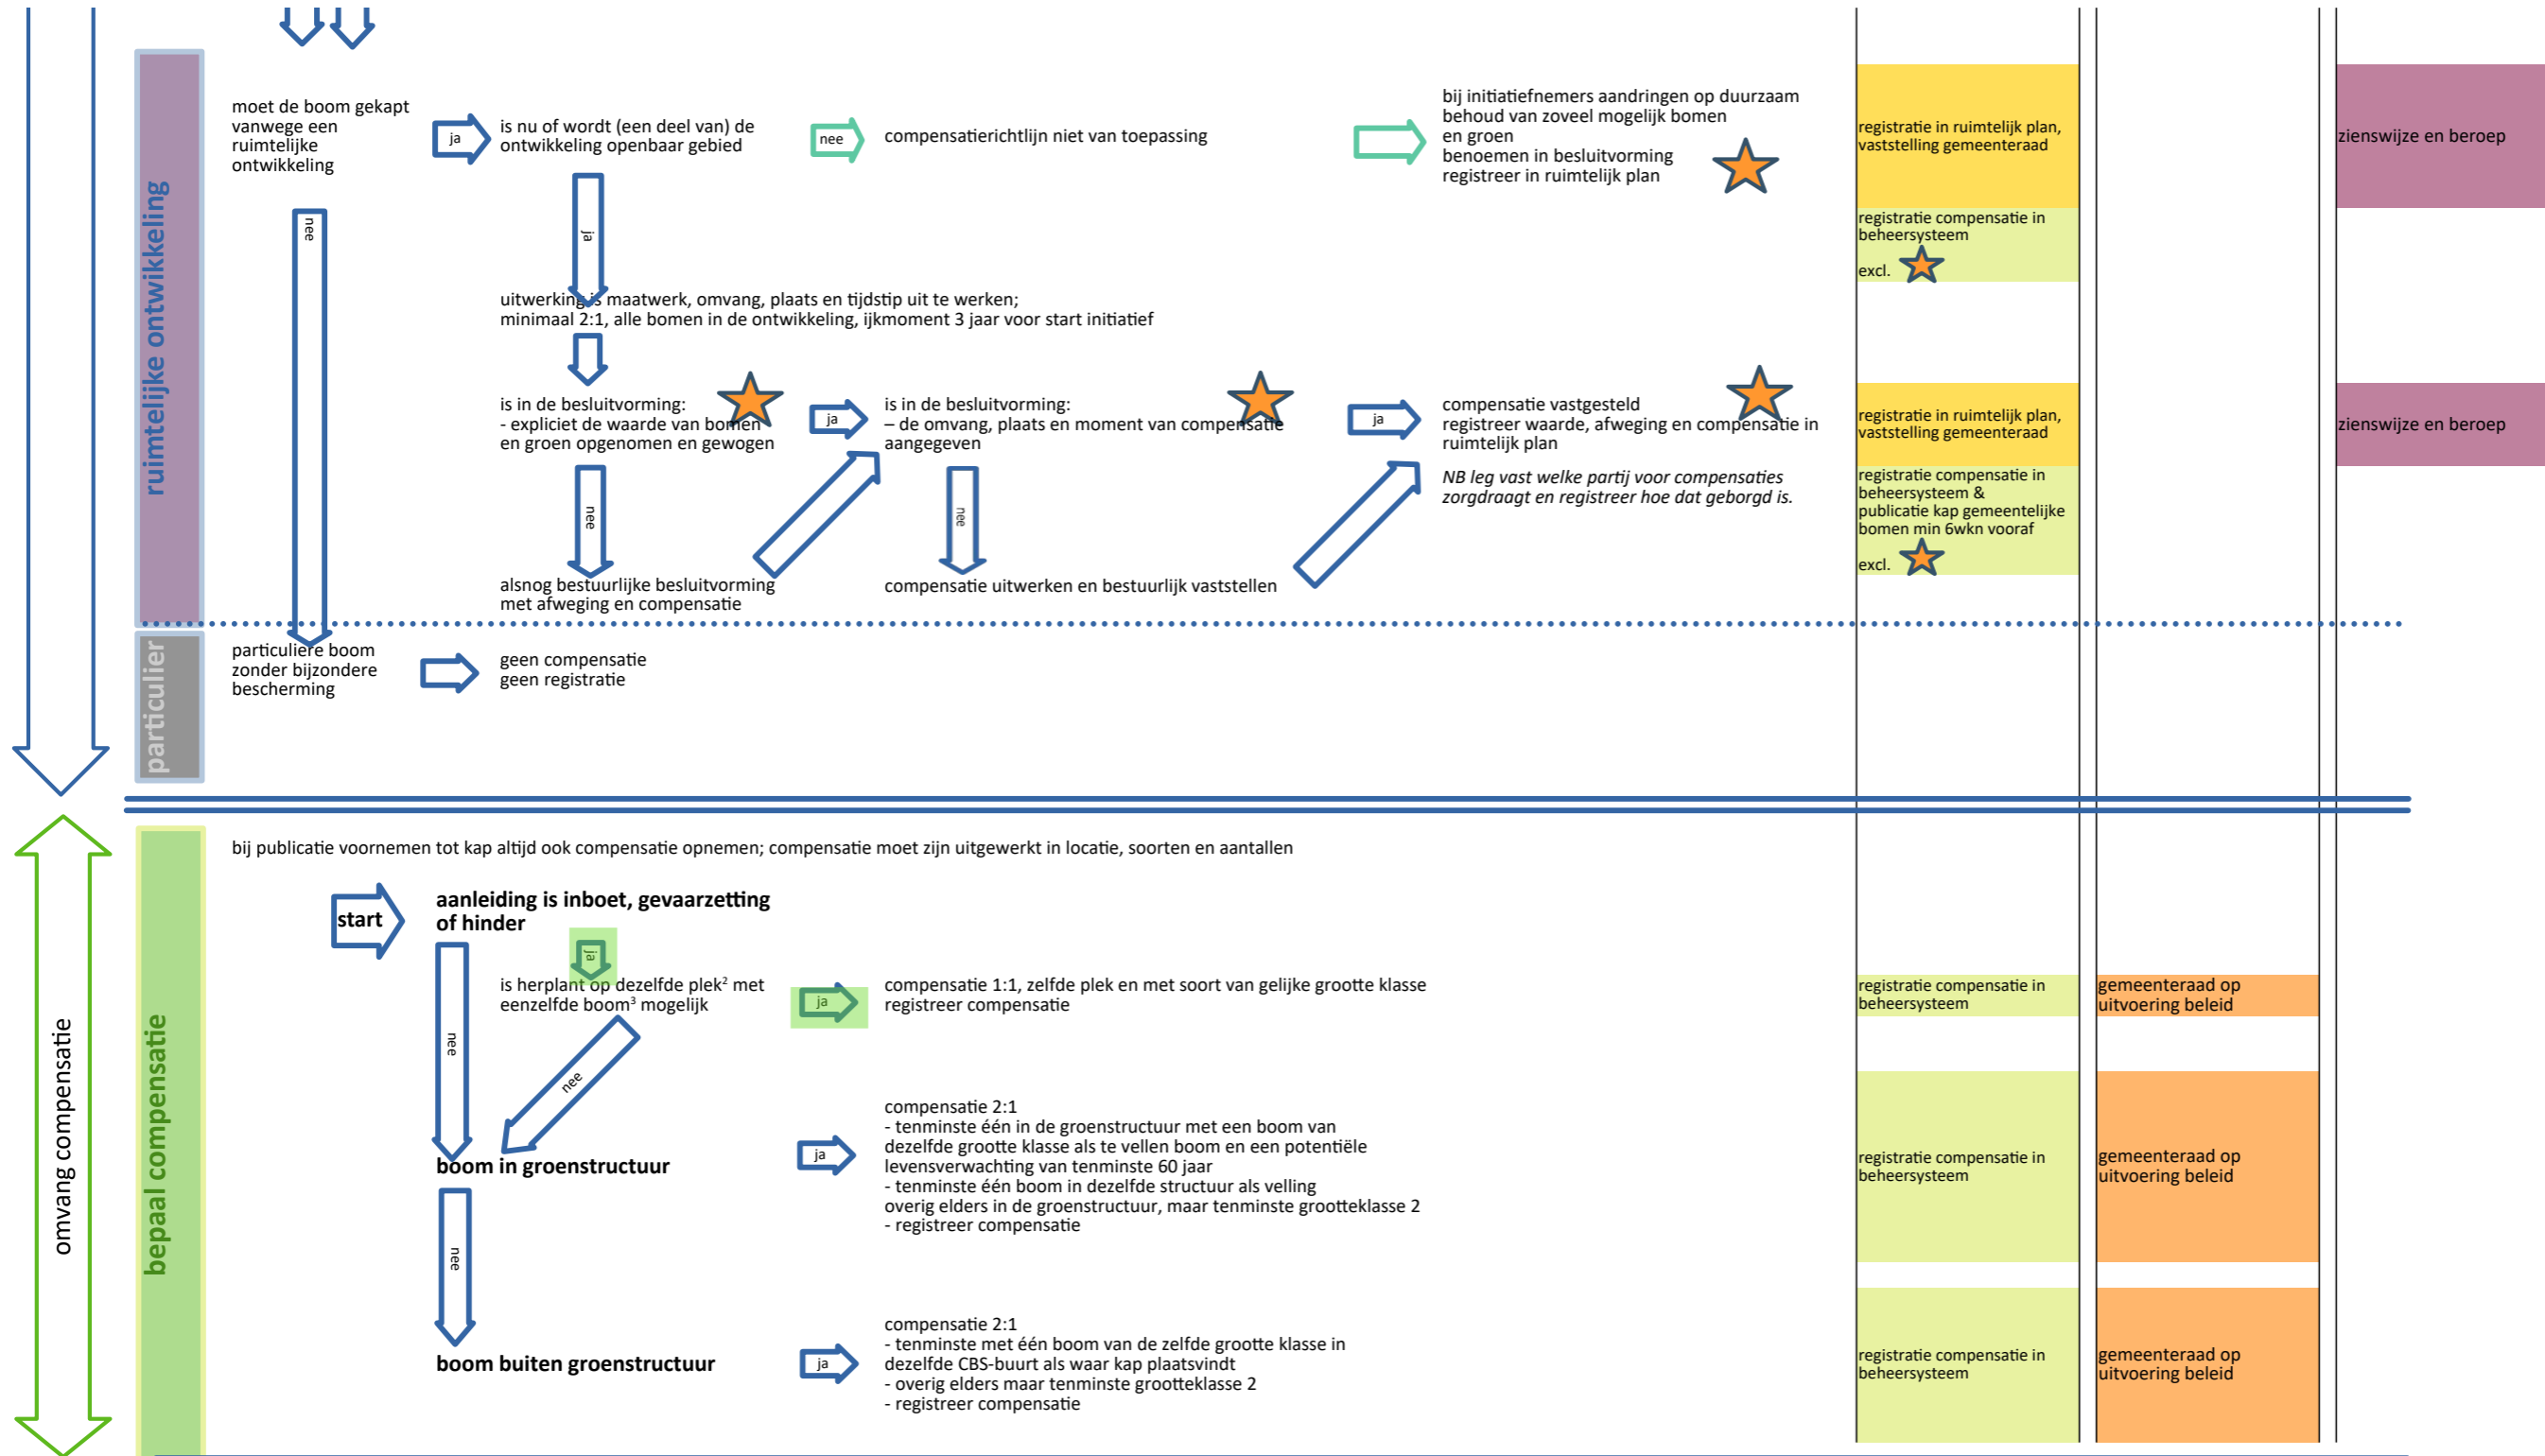 ruimtelijke ontwikkeling
moet de boom gekapt
vanwege een
ruimtelijke
ontwikkeling
ja
is nu of wordt (een deel van) de
ontwikkeling openbaar gebied
nee
compensatierichtlijn niet van toepassing
bij initiatiefnemers aandringen op duurzaam
behoud van zoveel mogelijk bomen
en groen
benoemen in besluitvorming
registreer in ruimtelijk plan
registratie in ruimtelijk plan,
vaststelling gemeenteraad
zienswijze en beroep
registratie compensatie in
beheersysteem
excl.
nee
ja
uitwerking is maatwerk, omvang, plaats en tijdstip uit te werken;
minimaal 2:1, alle bomen in de ontwikkeling, ijkmoment 3 jaar voor start initiatief
is in de besluitvorming:
- expliciet de waarde van bomen
en groen opgenomen en gewogen
ja
is in de besluitvorming:
– de omvang, plaats en moment van compensatie
aangegeven
ja
compensatie vastgesteld
registreer waarde, afweging en compensatie in
ruimtelijk plan
NB leg vast welke partij voor compensaties
zorgdraagt en registreer hoe dat geborgd is.
registratie in ruimtelijk plan,
vaststelling gemeenteraad
zienswijze en beroep
registratie compensatie in
beheersysteem &
publicatie kap gemeentelijke
bomen min 6wkn vooraf
excl.
nee
nee
alsnog bestuurlijke besluitvorming
met afweging en compensatie
compensatie uitwerken en bestuurlijk vaststellen
particulier
particuliere boom
zonder bijzondere
bescherming
geen compensatie
geen registratie
omvang compensatie
bepaal compensatie
bij publicatie voornemen tot kap altijd ook compensatie opnemen; compensatie moet zijn uitgewerkt in locatie, soorten en aantallen
start
aanleiding is inboet, gevaarzetting
of hinder
ja
is herplant op dezelfde plek² met
eenzelfde boom³ mogelijk
ja
compensatie 1:1, zelfde plek en met soort van gelijke grootte klasse
registreer compensatie
registratie compensatie in
beheersysteem
gemeenteraad op
uitvoering beleid
nee
nee
boom in groenstructuur
ja
compensatie 2:1
- tenminste één in de groenstructuur met een boom van
dezelfde grootte klasse als te vellen boom en een potentiële
levensverwachting van tenminste 60 jaar
- tenminste één boom in dezelfde structuur als velling
overig elders in de groenstructuur, maar tenminste grootteklasse 2
- registreer compensatie
registratie compensatie in
beheersysteem
gemeenteraad op
uitvoering beleid
nee
boom buiten groenstructuur
ja
compensatie 2:1
- tenminste met één boom van de zelfde grootte klasse in
dezelfde CBS-buurt als waar kap plaatsvindt
- overig elders maar tenminste grootteklasse 2
- registreer compensatie
registratie compensatie in
beheersysteem
gemeenteraad op
uitvoering beleid